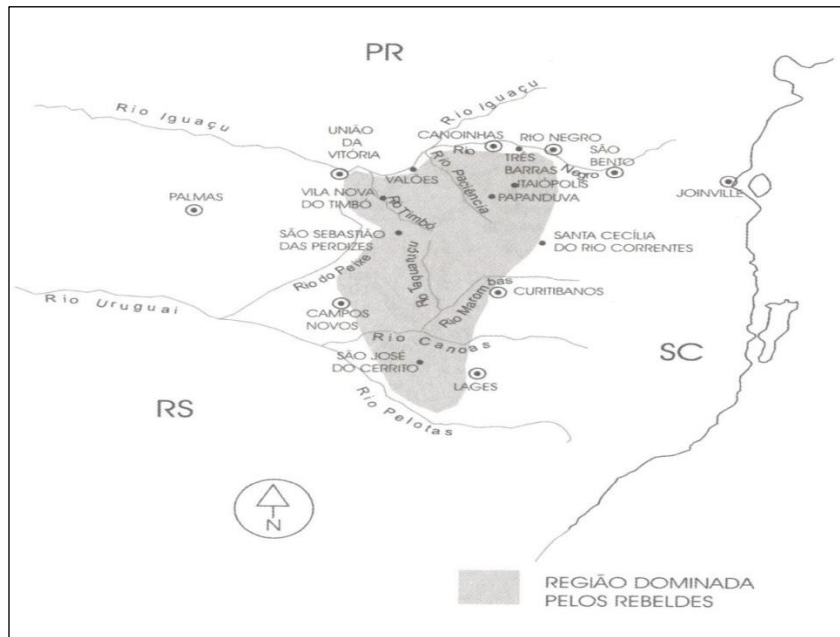 PR
Rio Iguaçu
Rio Iguaçu
UNIÃO
DA
VITÓRIA
CANOINHAS
RIO NEGRO
Rio
Negro
SÃO
BENTO
TRÊS
BARRAS
VALÕES
Rio Paciência
ITAIÓPOLIS
JOINVILLE
PALMAS
VILA NOVA
DO TIMBÓ
Rio Timbó
PAPANDUVA
SÃO SEBASTIÃO
DAS PERDIZES
SANTA CECÍLIA
DO RIO CORRENTES
Rio do Peixe
Rio Marombas
CURITIBANOS
Rio Uruguai
CAMPOS
NOVOS
Rio Canoas
SÃO JOSÉ
DO CERRITO
SC
LAGES
RS
Rio Pelotas
N
REGIÃO DOMINADA
PELOS REBELDES